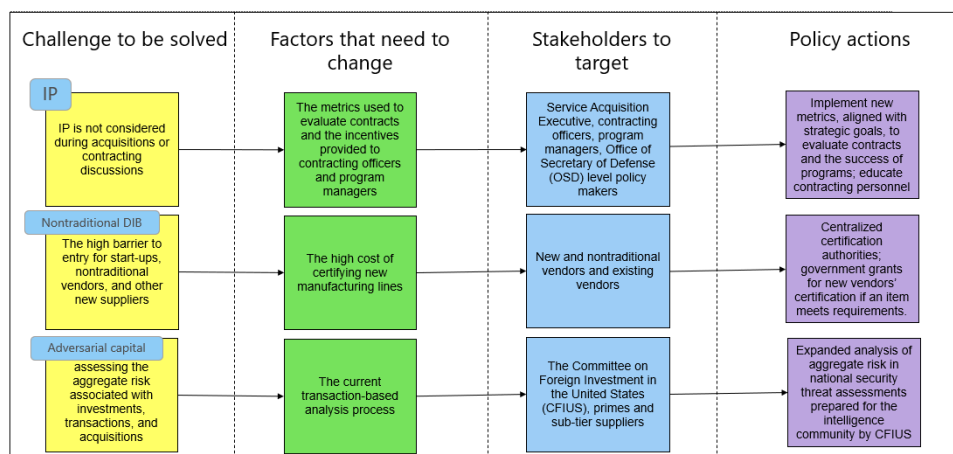 Challenge to be solved
Factors that need to
change
Stakeholders to
target
Policy actions
IP
IP is not considered
during acquisitions or
contracting
discussions
The metrics used to
evaluate contracts
and the incentives
provided to
contracting officers
and program
managers
Service Acquisition
Executive, contracting
officers, program
managers, Office of
Secretary of Defense
(OSD) level policy
makers
Implement new
metrics, aligned with
strategic goals, to
evaluate contracts
and the success of
programs; educate
contracting personnel
Nontraditional DIB
The high barrier to
entry for start-ups,
nontraditional
vendors, and other
new suppliers
The high cost of
certifying new
manufacturing lines
New and nontraditional
vendors and existing
vendors
Centralized
certification
authorities;
government grants
for new vendors’
certification if an item
meets requirements.
Adversarial capital
assessing the
aggregate risk
associated with
investments,
transactions, and
acquisitions
The current
transaction-based
analysis process
The Committee on
Foreign Investment in
the United States
(CFIUS), primes and
sub-tier suppliers
Expanded analysis of
aggregate risk in
national security
threat assessments
prepared for the
intelligence
community by CFIUS